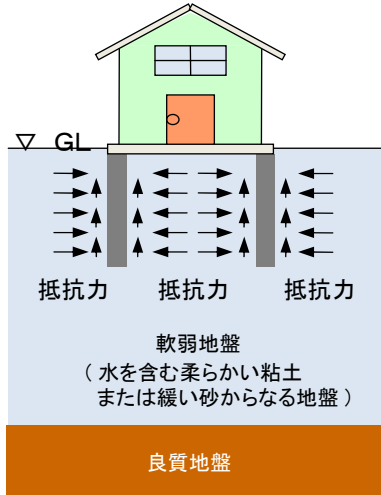 ▽ GL
抵抗力 抵抗力 抵抗力
軟弱地盤
（ 水を含む柔らかい粘土
または緩い砂からなる地盤 ）
良質地盤